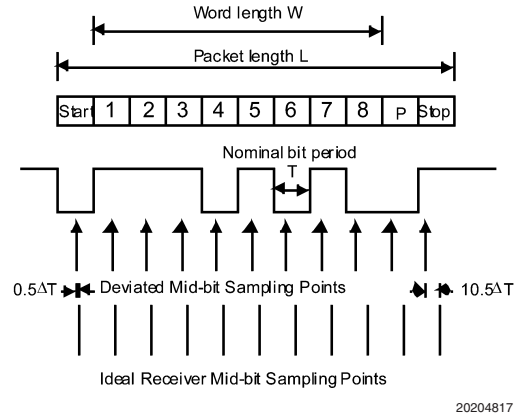 Word length W
Packet length L
Start 1 2 3 4 5 6 7 8 P Stop
Nominal bit period
T
0.5ΔT Deviated Mid-bit Sampling Points 10.5ΔT
Ideal Receiver Mid-bit Sampling Points
20204817